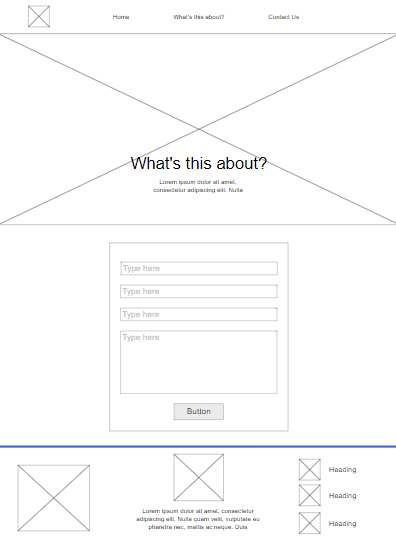 Home What's this about? Contact Us
What's this about?
Lorem ipsum dolor sit amet,
consectetur adipiscing elit. Nulla
Type here
Type here
Type here
Type here
Button
Lorem ipsum dolor sit amet, consectetur
adipiscing elit. Nulla quam velit, vulputate eu
pharetra nec, mattis ac neque. Duis
Heading
Heading
Heading